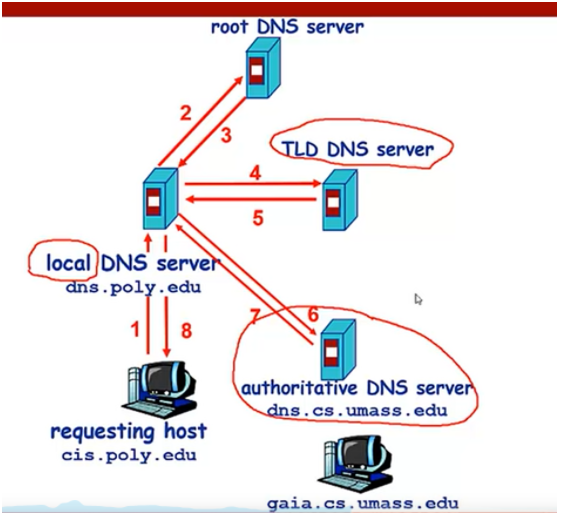 root DNS server
2
3
TLD DNS server
4
5
local DNS server
dns.poly.edu
1
8
7
6
authoritative DNS server
dns.cs.umass.edu
requesting host
cis.poly.edu
gaia.cs.umass.edu